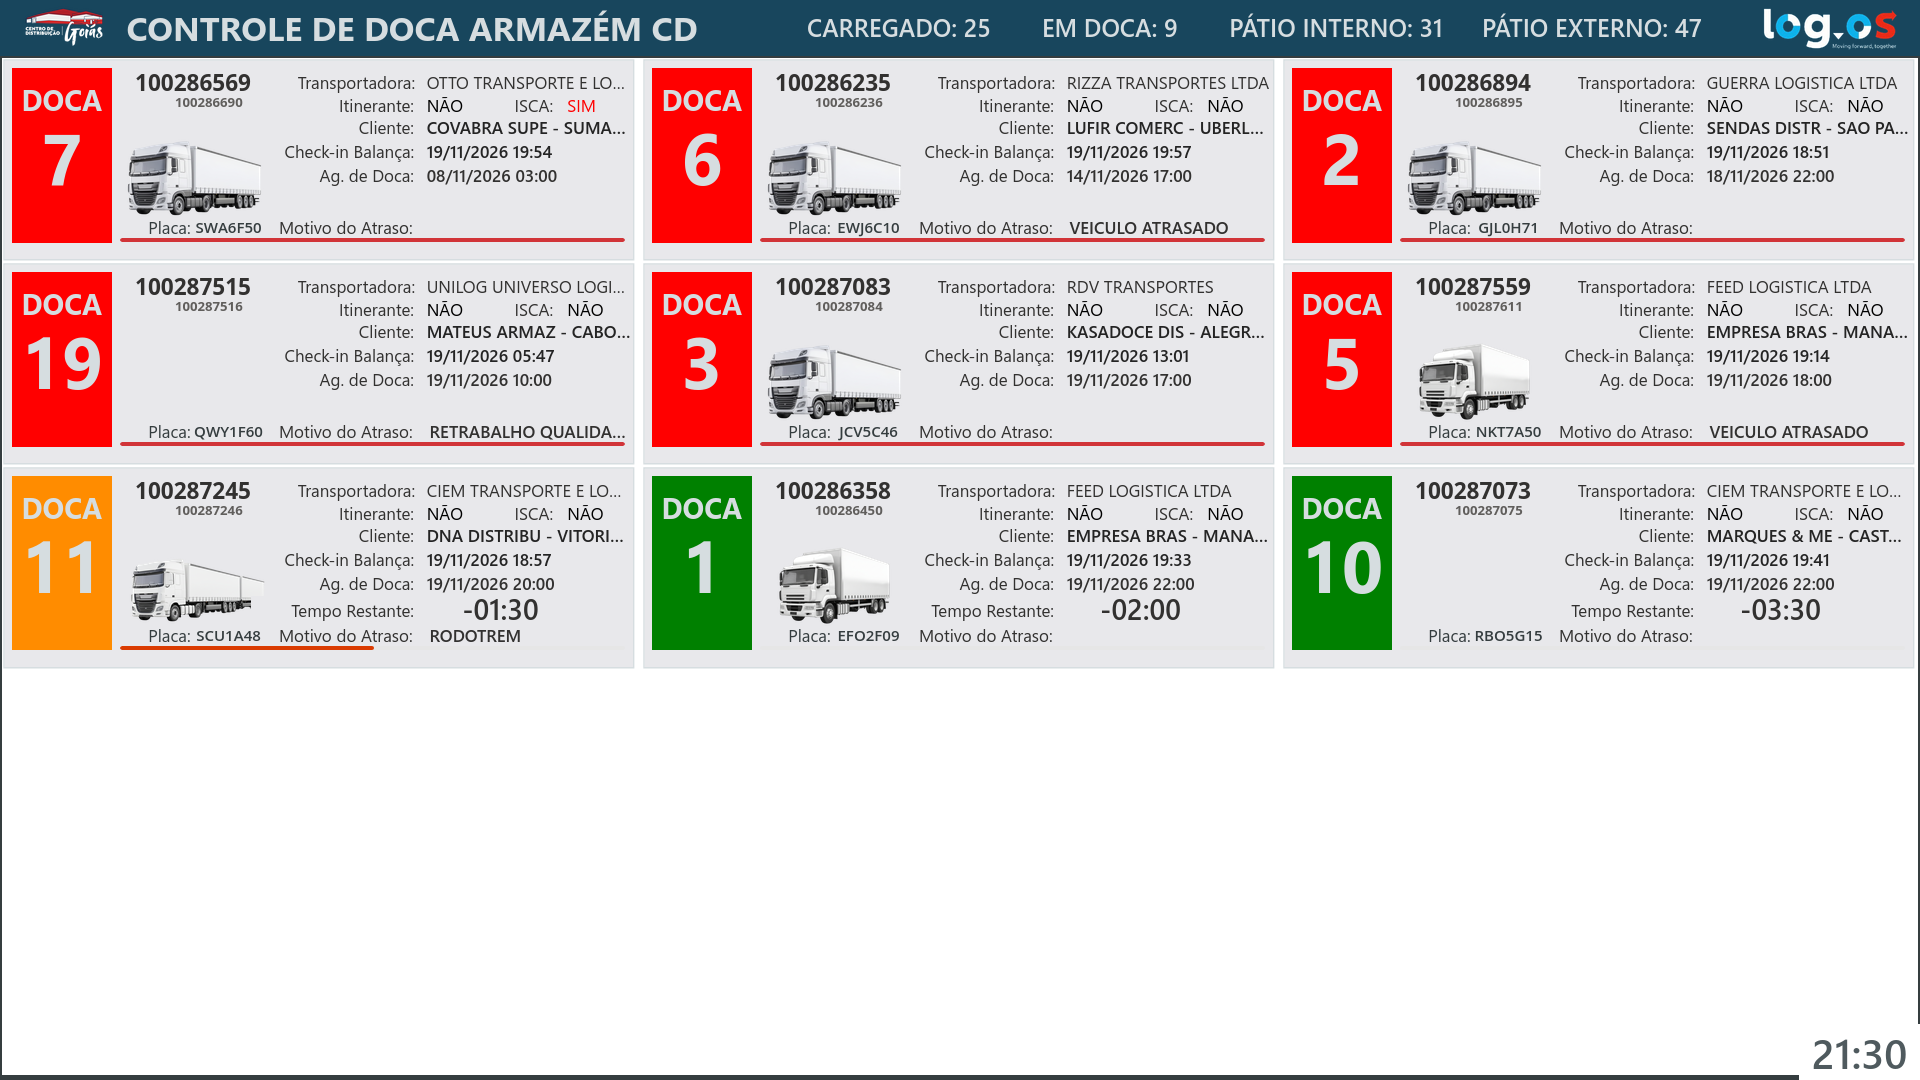 CENTRO DE DISTRIBUIÇÃO Goiás
CONTROLE DE DOCA ARMAZÉM CD
CARREGADO: 25 EM DOCA: 9 PÁTIO INTERNO: 31 PÁTIO EXTERNO: 47
log.os
Moving forward, together
DOCA
7
100286569
100286690
Transportadora: OTTO TRANSPORTE E LO...
Itinerante: NÃO ISCA: SIM
Cliente: COVABRA SUPE - SUMA...
Check-in Balança: 19/11/2026 19:54
Ag. de Doca: 08/11/2026 03:00
Placa: SWA6F50 Motivo do Atraso:
DOCA
6
100286235
100286236
Transportadora: RIZZA TRANSPORTES LTDA
Itinerante: NÃO ISCA: NÃO
Cliente: LUFIR COMERC - UBERL...
Check-in Balança: 19/11/2026 19:57
Ag. de Doca: 14/11/2026 17:00
Placa: EWJ6C10 Motivo do Atraso: VEICULO ATRASADO
DOCA
2
100286894
100286895
Transportadora: GUERRA LOGISTICA LTDA
Itinerante: NÃO ISCA: NÃO
Cliente: SENDAS DISTR - SAO PA...
Check-in Balança: 19/11/2026 18:51
Ag. de Doca: 18/11/2026 22:00
Placa: GJL0H71 Motivo do Atraso:
DOCA
19
100287515
100287516
Transportadora: UNILOG UNIVERSO LOGI...
Itinerante: NÃO ISCA: NÃO
Cliente: MATEUS ARMAZ - CABO...
Check-in Balança: 19/11/2026 05:47
Ag. de Doca: 19/11/2026 10:00
Placa: QWY1F60 Motivo do Atraso: RETRABALHO QUALIDA...
DOCA
3
100287083
100287084
Transportadora: RDV TRANSPORTES
Itinerante: NÃO ISCA: NÃO
Cliente: KASADOCE DIS - ALEGR...
Check-in Balança: 19/11/2026 13:01
Ag. de Doca: 19/11/2026 17:00
Placa: JCV5C46 Motivo do Atraso:
DOCA
5
100287559
100287611
Transportadora: FEED LOGISTICA LTDA
Itinerante: NÃO ISCA: NÃO
Cliente: EMPRESA BRAS - MANA...
Check-in Balança: 19/11/2026 19:14
Ag. de Doca: 19/11/2026 18:00
Placa: NKT7A50 Motivo do Atraso: VEICULO ATRASADO
DOCA
11
100287245
100287246
Transportadora: CIEM TRANSPORTE E LO...
Itinerante: NÃO ISCA: NÃO
Cliente: DNA DISTRIBU - VITORI...
Check-in Balança: 19/11/2026 18:57
Ag. de Doca: 19/11/2026 20:00
Tempo Restante: -01:30
Placa: SCU1A48 Motivo do Atraso: RODOTREM
DOCA
1
100286358
100286450
Transportadora: FEED LOGISTICA LTDA
Itinerante: NÃO ISCA: NÃO
Cliente: EMPRESA BRAS - MANA...
Check-in Balança: 19/11/2026 19:33
Ag. de Doca: 19/11/2026 22:00
Tempo Restante: -02:00
Placa: EFO2F09 Motivo do Atraso:
DOCA
10
100287073
100287075
Transportadora: CIEM TRANSPORTE E LO...
Itinerante: NÃO ISCA: NÃO
Cliente: MARQUES & ME - CAST...
Check-in Balança: 19/11/2026 19:41
Ag. de Doca: 19/11/2026 22:00
Tempo Restante: -03:30
Placa: RBO5G15 Motivo do Atraso:
21:30